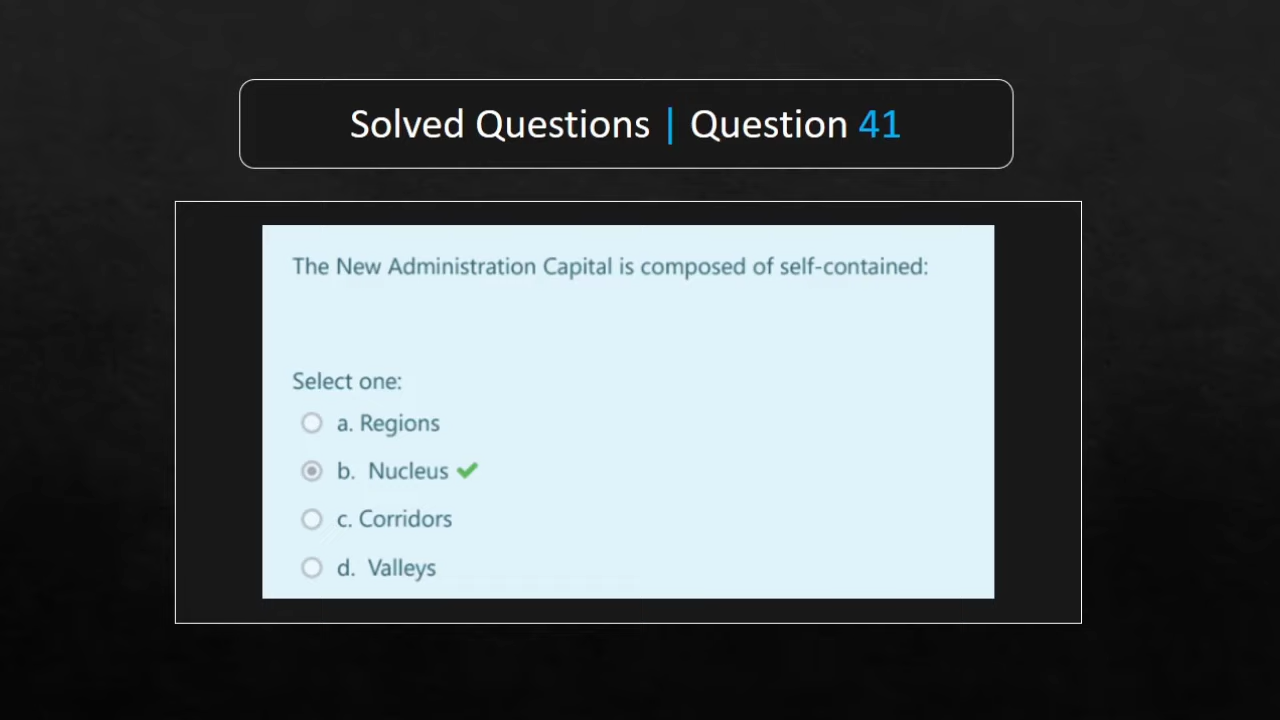 Solved Questions | Question 41
The New Administration Capital is composed of self-contained:
Select one:
a. Regions
b. Nucleus
c. Corridors
d. Valleys